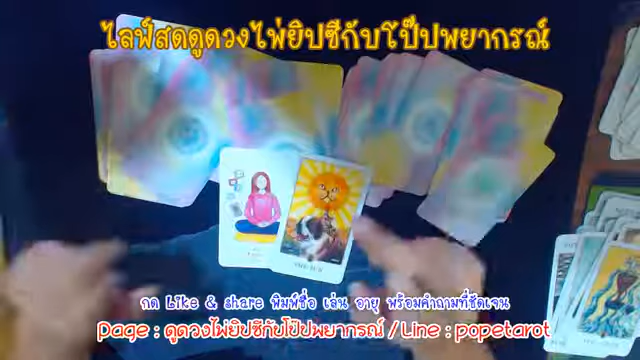 ไลฟ์สดดูดวงไพ่ยิปซีกับโป๊ปพยากรณ์
THE SUN
กด Like & share พิมพ์ชื่อ เล่น อายุ พร้อมคำถามที่ชัดเจน
Page : ดูดวงไพ่ยิปซีกับโป๊ปพยากรณ์ / Line : popetarot